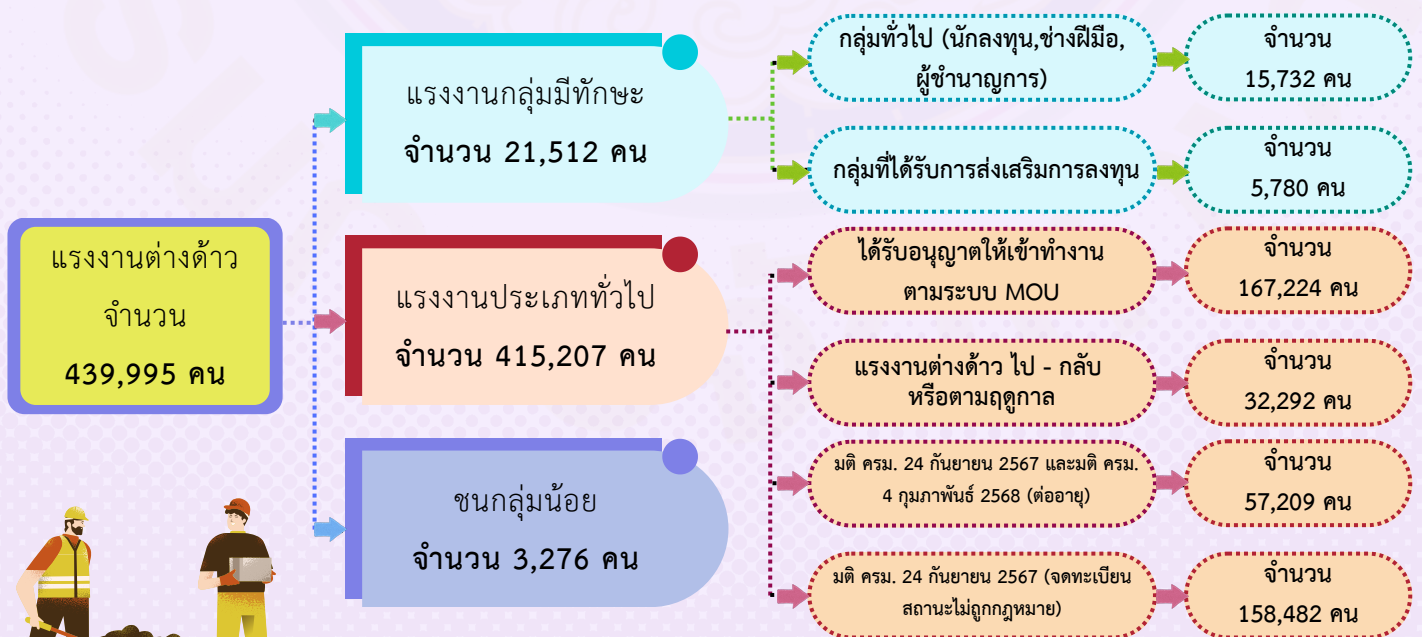 แรงงานต่างด้าว
จำนวน
439,995 คน
แรงงานกลุ่มมีทักษะ
จำนวน 21,512 คน
กลุ่มทั่วไป (นักลงทุน,ช่างฝีมือ,
ผู้ชำนาญการ)
จำนวน
15,732 คน
กลุ่มที่ได้รับการส่งเสริมการลงทุน
จำนวน
5,780 คน
แรงงานประเภททั่วไป
จำนวน 415,207 คน
ได้รับอนุญาตให้เข้าทำงาน
ตามระบบ MOU
จำนวน
167,224 คน
แรงงานต่างด้าว ไป - กลับ
หรือตามฤดูกาล
จำนวน
32,292 คน
มติ ครม. 24 กันยายน 2567 และมติ ครม.
4 กุมภาพันธ์ 2568 (ต่ออายุ)
จำนวน
57,209 คน
มติ ครม. 24 กันยายน 2567 (จดทะเบียน
สถานะไม่ถูกกฎหมาย)
จำนวน
158,482 คน
ชนกลุ่มน้อย
จำนวน 3,276 คน